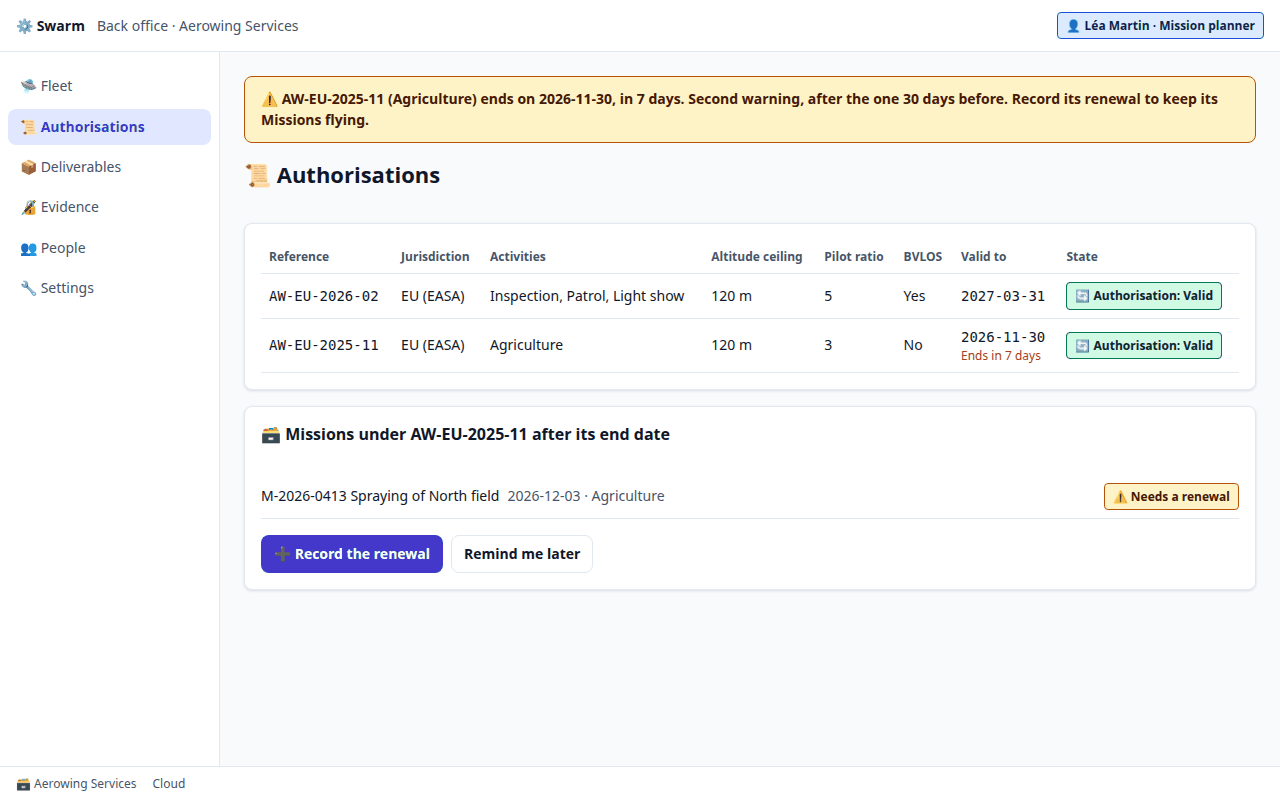 Swarm Back office · Aerowing Services
Léa Martin · Mission planner
Fleet
Authorisations
Deliverables
Evidence
People
Settings
AW-EU-2025-11 (Agriculture) ends on 2026-11-30, in 7 days. Second warning, after the one 30 days before. Record its renewal to keep its
Missions flying.
Authorisations
Reference Jurisdiction Activities Altitude ceiling Pilot ratio BVLOS Valid to State
AW-EU-2026-02 EU (EASA) Inspection, Patrol, Light show 120 m 5 Yes 2027-03-31 Authorisation: Valid
AW-EU-2025-11 EU (EASA) Agriculture 120 m 3 No 2026-11-30 Authorisation: Valid
Ends in 7 days
Missions under AW-EU-2025-11 after its end date
M-2026-0413 Spraying of North field 2026-12-03 · Agriculture Needs a renewal
Record the renewal Remind me later
Aerowing Services Cloud